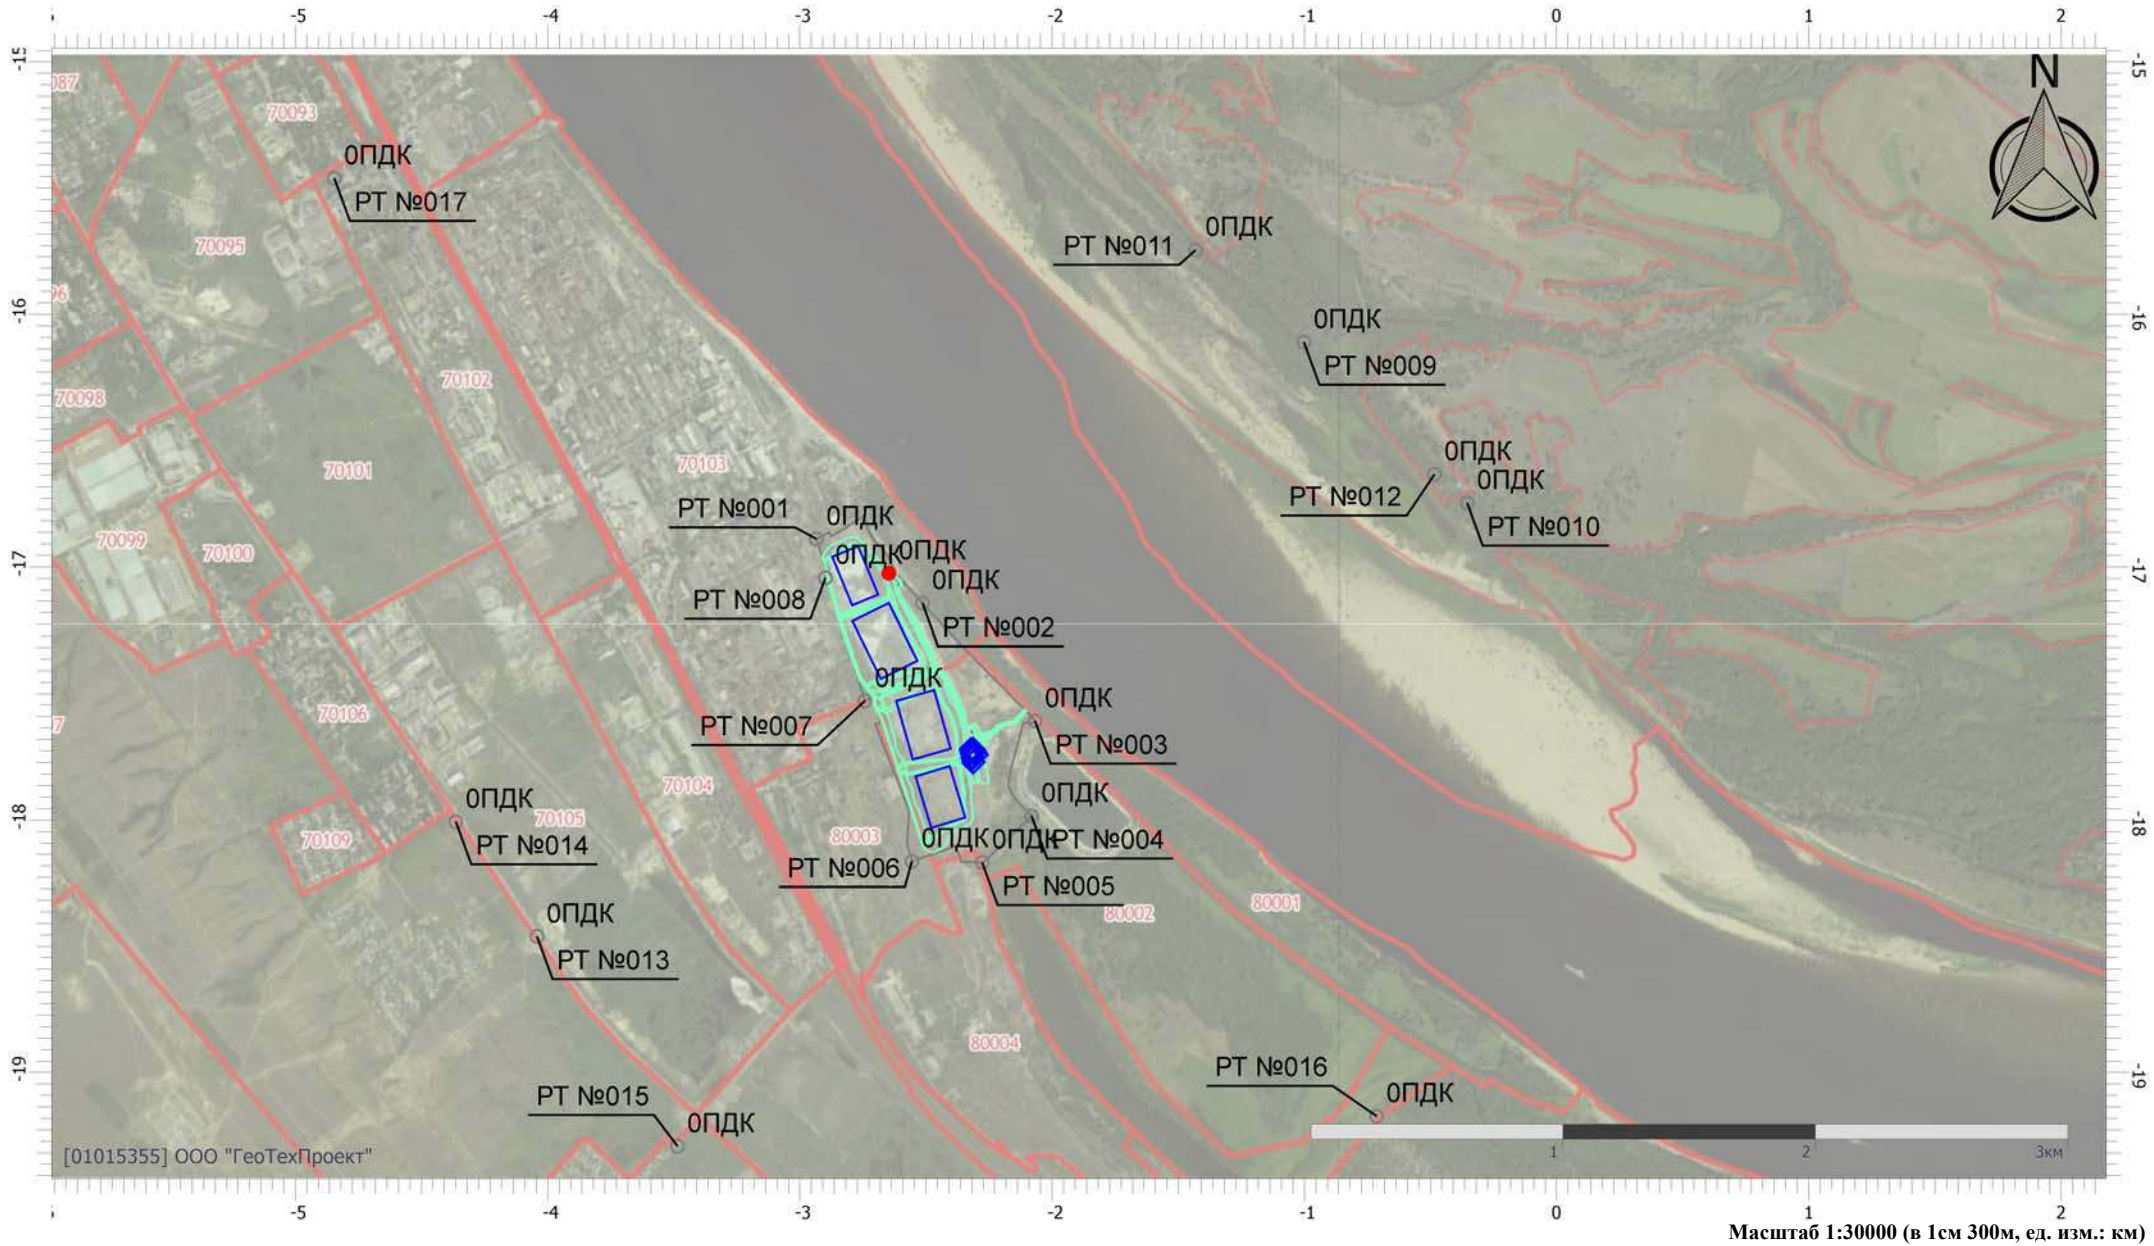 -5 -4 -3 -2 -1 0 1 2
-15
-15
N
087
70093
0ПДК
РТ №017
70095
0ПДК
РТ №011
96
-16
-16
0ПДК
РТ №009
70102
70098
0ПДК
70103
70101
0ПДК
РТ №012
РТ №001
0ПДК
РТ №010
70099
70100
0ПДК
0ПДК
-17
-17
0ПДК
РТ №008
РТ №002
0ПДК
70106
0ПДК
7
РТ №007
РТ №003
70104
0ПДК
0ПДК
-18
70105
-18
80003
70109
РТ №014
0ПДК
0ПДК
РТ №004
РТ №006
РТ №005
80001
80002
0ПДК
РТ №013
80004
-19
-19
РТ №016
0ПДК
РТ №015
0ПДК
[01015355] ООО "ГеоТехПроект"
1 2 3км
-5 -4 -3 -2 -1 0 1 2
Масштаб 1:30000 (в 1см 300м, ед. изм.: км)